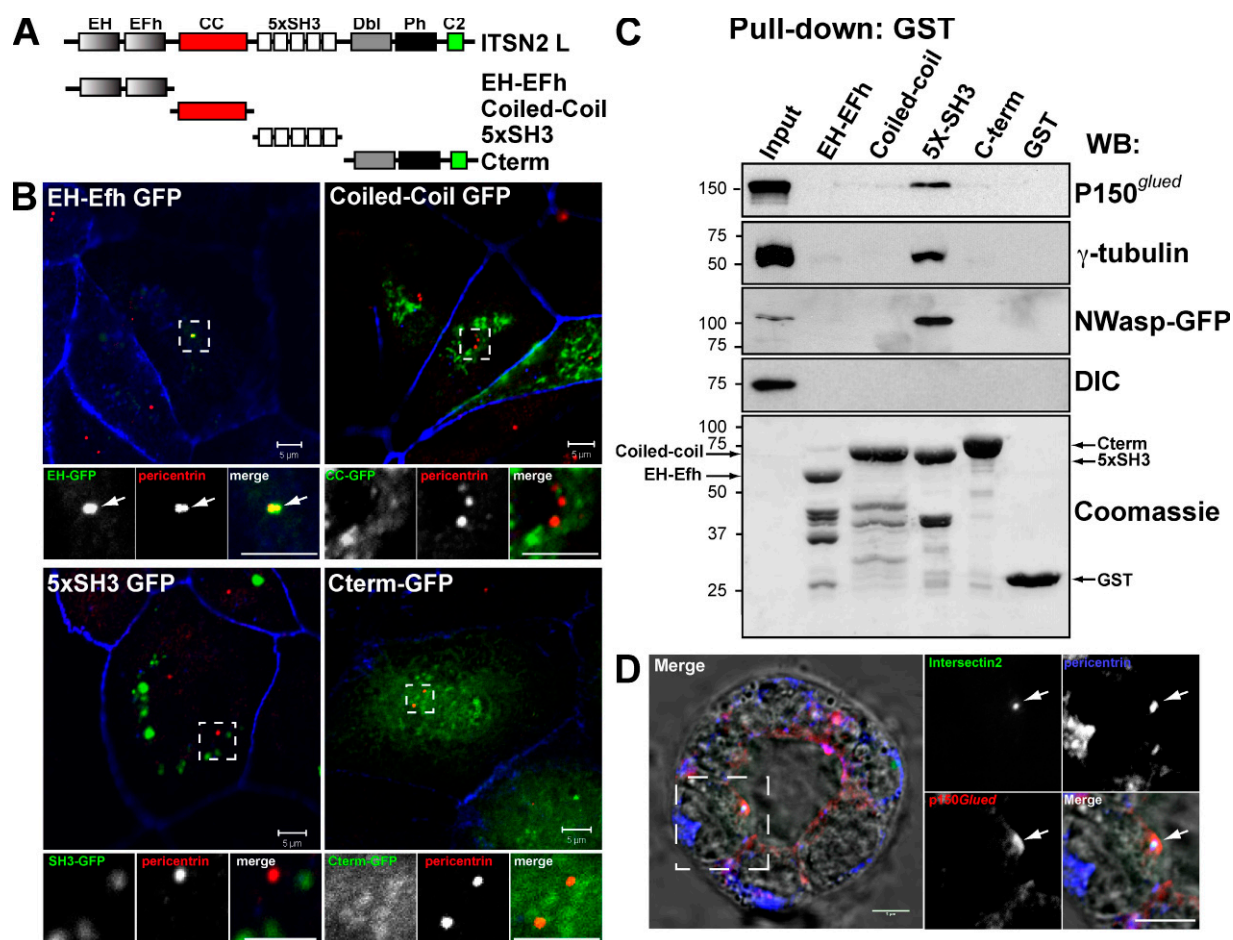 A
EH EFh CC 5xSH3 Dbl Ph C2
ITSN2 L
EH-EFh
Coiled-Coil
5xSH3
Cterm
B
EH-Efh GFP
5 µm
Coiled-Coil GFP
5 µm
EH-GFP pericentrin merge
CC-GFP pericentrin merge
5xSH3 GFP
5 µm
Cterm-GFP
5 µm
SH3-GFP pericentrin merge
Cterm-GFP pericentrin merge
C
Pull-down: GST
Input EH-EFh Coiled-coil 5X-SH3 C-term GST
WB:
150
P150glued
75
50
γ-tubulin
100
75
NWasp-GFP
75
DIC
100
75
50
37
25
Coiled-coil
EH-Efh
Cterm
5xSH3
GST
Coomassie
D
Merge
5 µm
Intersectin2
pericentrin
p150Glued
Merge